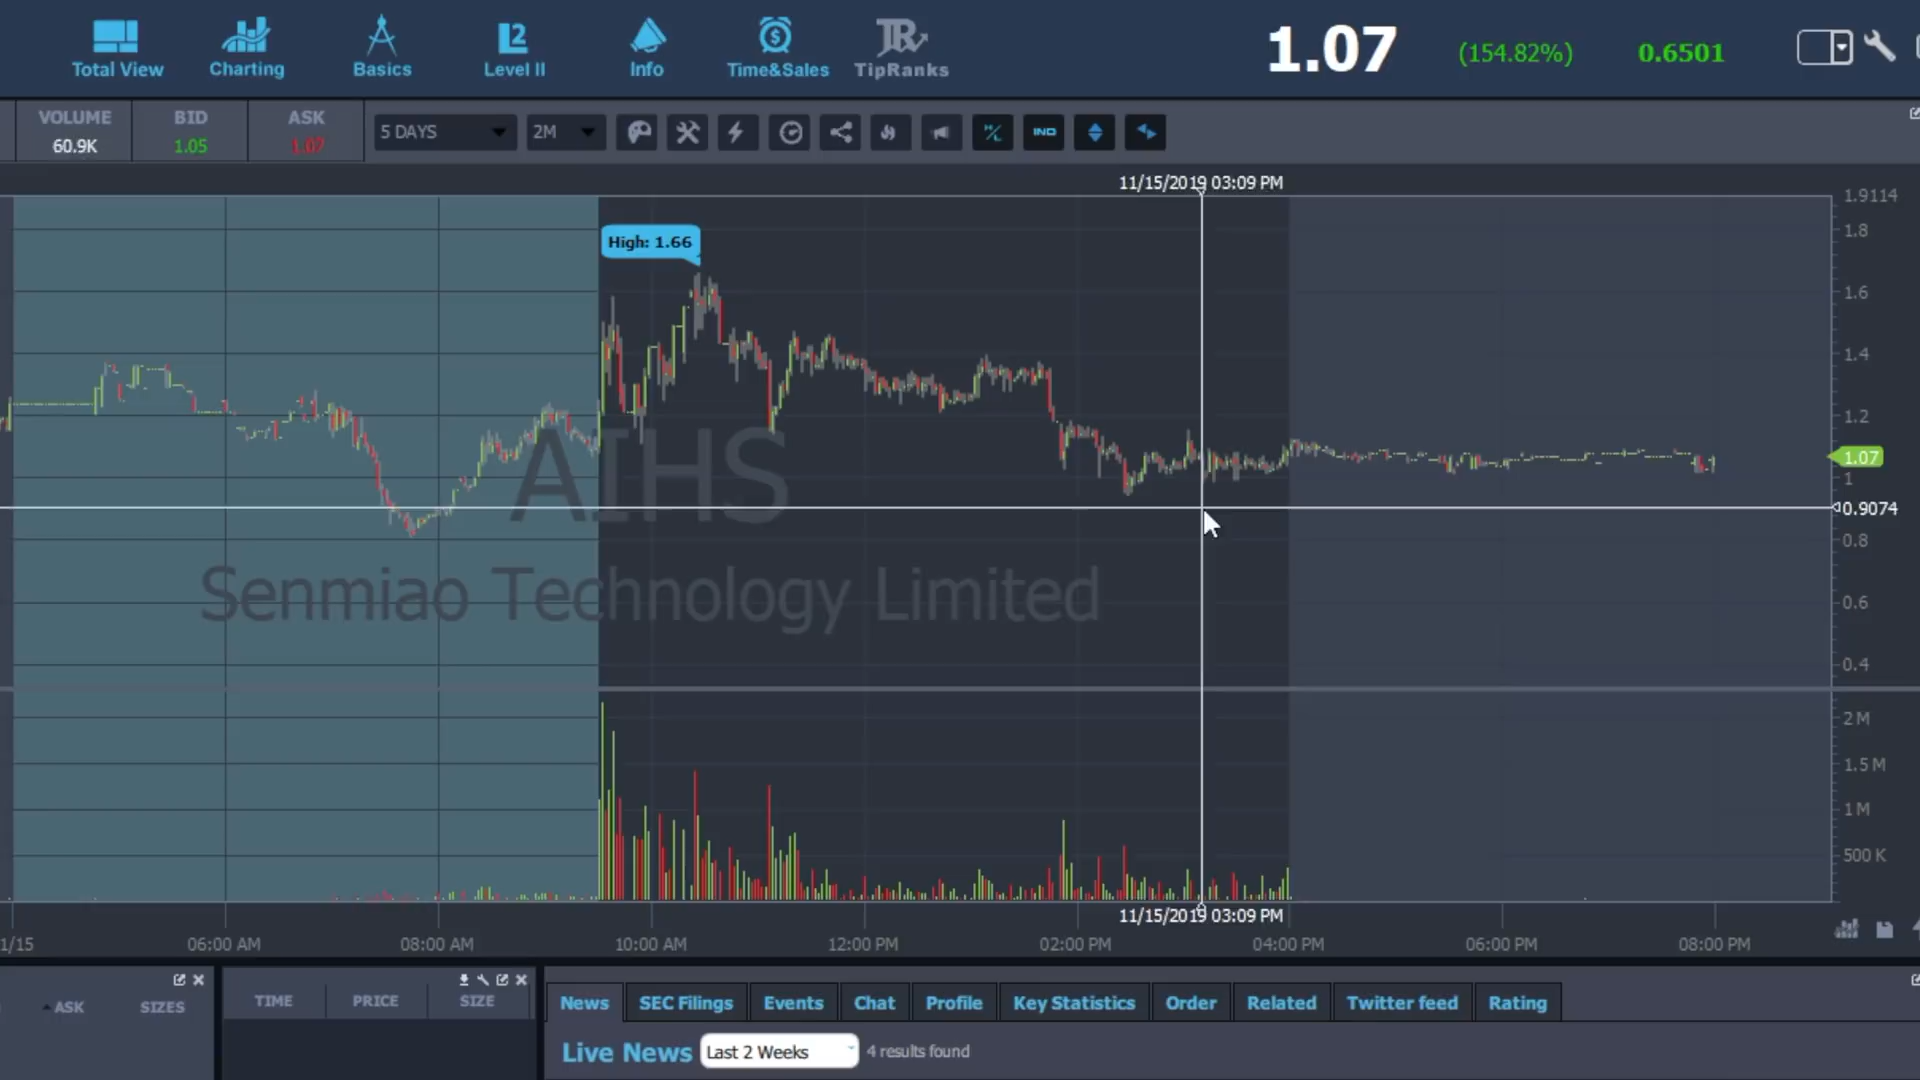 Total View
Charting
Basics
L2
Level II
Info
Time&Sales
TipRanks
1.07
(154.82%)
0.6501
VOLUME
60.9K
BID
1.05
ASK
1.07
5 DAYS
2M
IND
11/15/2019 03:09 PM
High: 1.66
AIHS
Senmiao Technology Limited
1.9114
1.8
1.6
1.4
1.2
1.07
1
0.9074
0.8
0.6
0.4
2 M
1.5 M
1 M
500 K
11/15/2019 03:09 PM
1/15
06:00 AM
08:00 AM
10:00 AM
12:00 PM
02:00 PM
04:00 PM
06:00 PM
08:00 PM
ASK
SIZES
TIME
PRICE
SIZE
News
SEC Filings
Events
Chat
Profile
Key Statistics
Order
Related
Twitter feed
Rating
Live News
Last 2 Weeks
4 results found